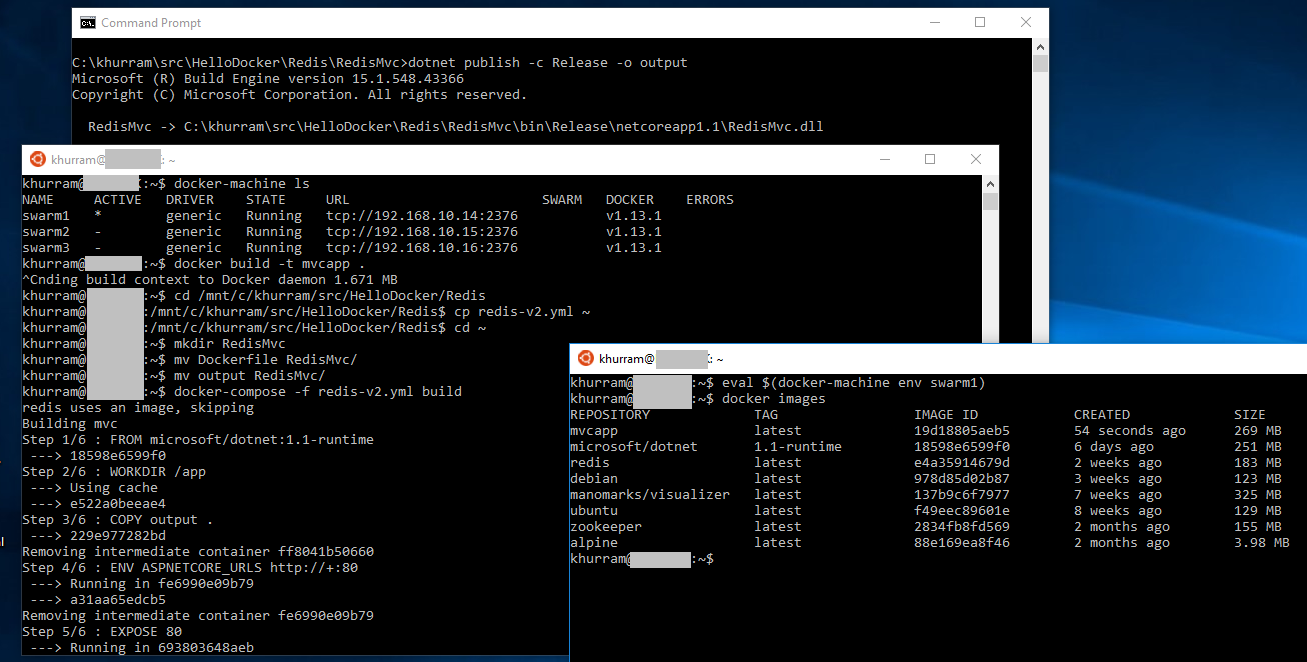 Command Prompt
C:\khurram\src\HelloDocker\Redis\RedisMvc>dotnet publish -c Release -o output
Microsoft (R) Build Engine version 15.1.548.43366
Copyright (C) Microsoft Corporation. All rights reserved.
RedisMvc -> C:\khurram\src\HelloDocker\Redis\RedisMvc\bin\Release\netcoreapp1.1\RedisMvc.dll
khurram@ : ~
khurram@ :~$ docker-machine ls
NAME ACTIVE DRIVER STATE URL SWARM DOCKER ERRORS
swarm1 * generic Running tcp://192.168.10.14:2376 v1.13.1
swarm2 - generic Running tcp://192.168.10.15:2376 v1.13.1
swarm3 - generic Running tcp://192.168.10.16:2376 v1.13.1
khurram@ :~$ docker build -t mvcapp .
^Cnding build context to Docker daemon 1.671 MB
khurram@ :~$ cd /mnt/c/khurram/src/HelloDocker/Redis
khurram@ :/mnt/c/khurram/src/HelloDocker/Redis$ cp redis-v2.yml ~
khurram@ :/mnt/c/khurram/src/HelloDocker/Redis$ cd ~
khurram@ :~$ mkdir RedisMvc
khurram@ :~$ mv Dockerfile RedisMvc/
khurram@ :~$ mv output RedisMvc/
khurram@ :~$ docker-compose -f redis-v2.yml build
redis uses an image, skipping
Building mvc
Step 1/6 : FROM microsoft/dotnet:1.1-runtime
---> 18598e6599f0
Step 2/6 : WORKDIR /app
---> Using cache
---> e522a0beeae4
Step 3/6 : COPY output .
---> 229e977282bd
Removing intermediate container ff8041b50660
Step 4/6 : ENV ASPNETCORE_URLS http://+:80
---> Running in fe6990e09b79
---> a31aa65edcb5
Removing intermediate container fe6990e09b79
Step 5/6 : EXPOSE 80
---> Running in 693803648aeb
khurram@ : ~
khurram@ :~$ eval $(docker-machine env swarm1)
khurram@ :~$ docker images
REPOSITORY TAG IMAGE ID CREATED SIZE
mvcapp latest 19d18805aeb5 54 seconds ago 269 MB
microsoft/dotnet 1.1-runtime 18598e6599f0 6 days ago 251 MB
redis latest e4a35914679d 2 weeks ago 183 MB
debian latest 978d85d02b87 3 weeks ago 123 MB
manomarks/visualizer latest 137b9c6f7977 7 weeks ago 325 MB
ubuntu latest f49eec89601e 8 weeks ago 129 MB
zookeeper latest 2834fb8fd569 2 months ago 155 MB
alpine latest 88e169ea8f46 2 months ago 3.98 MB
khurram@ :~$